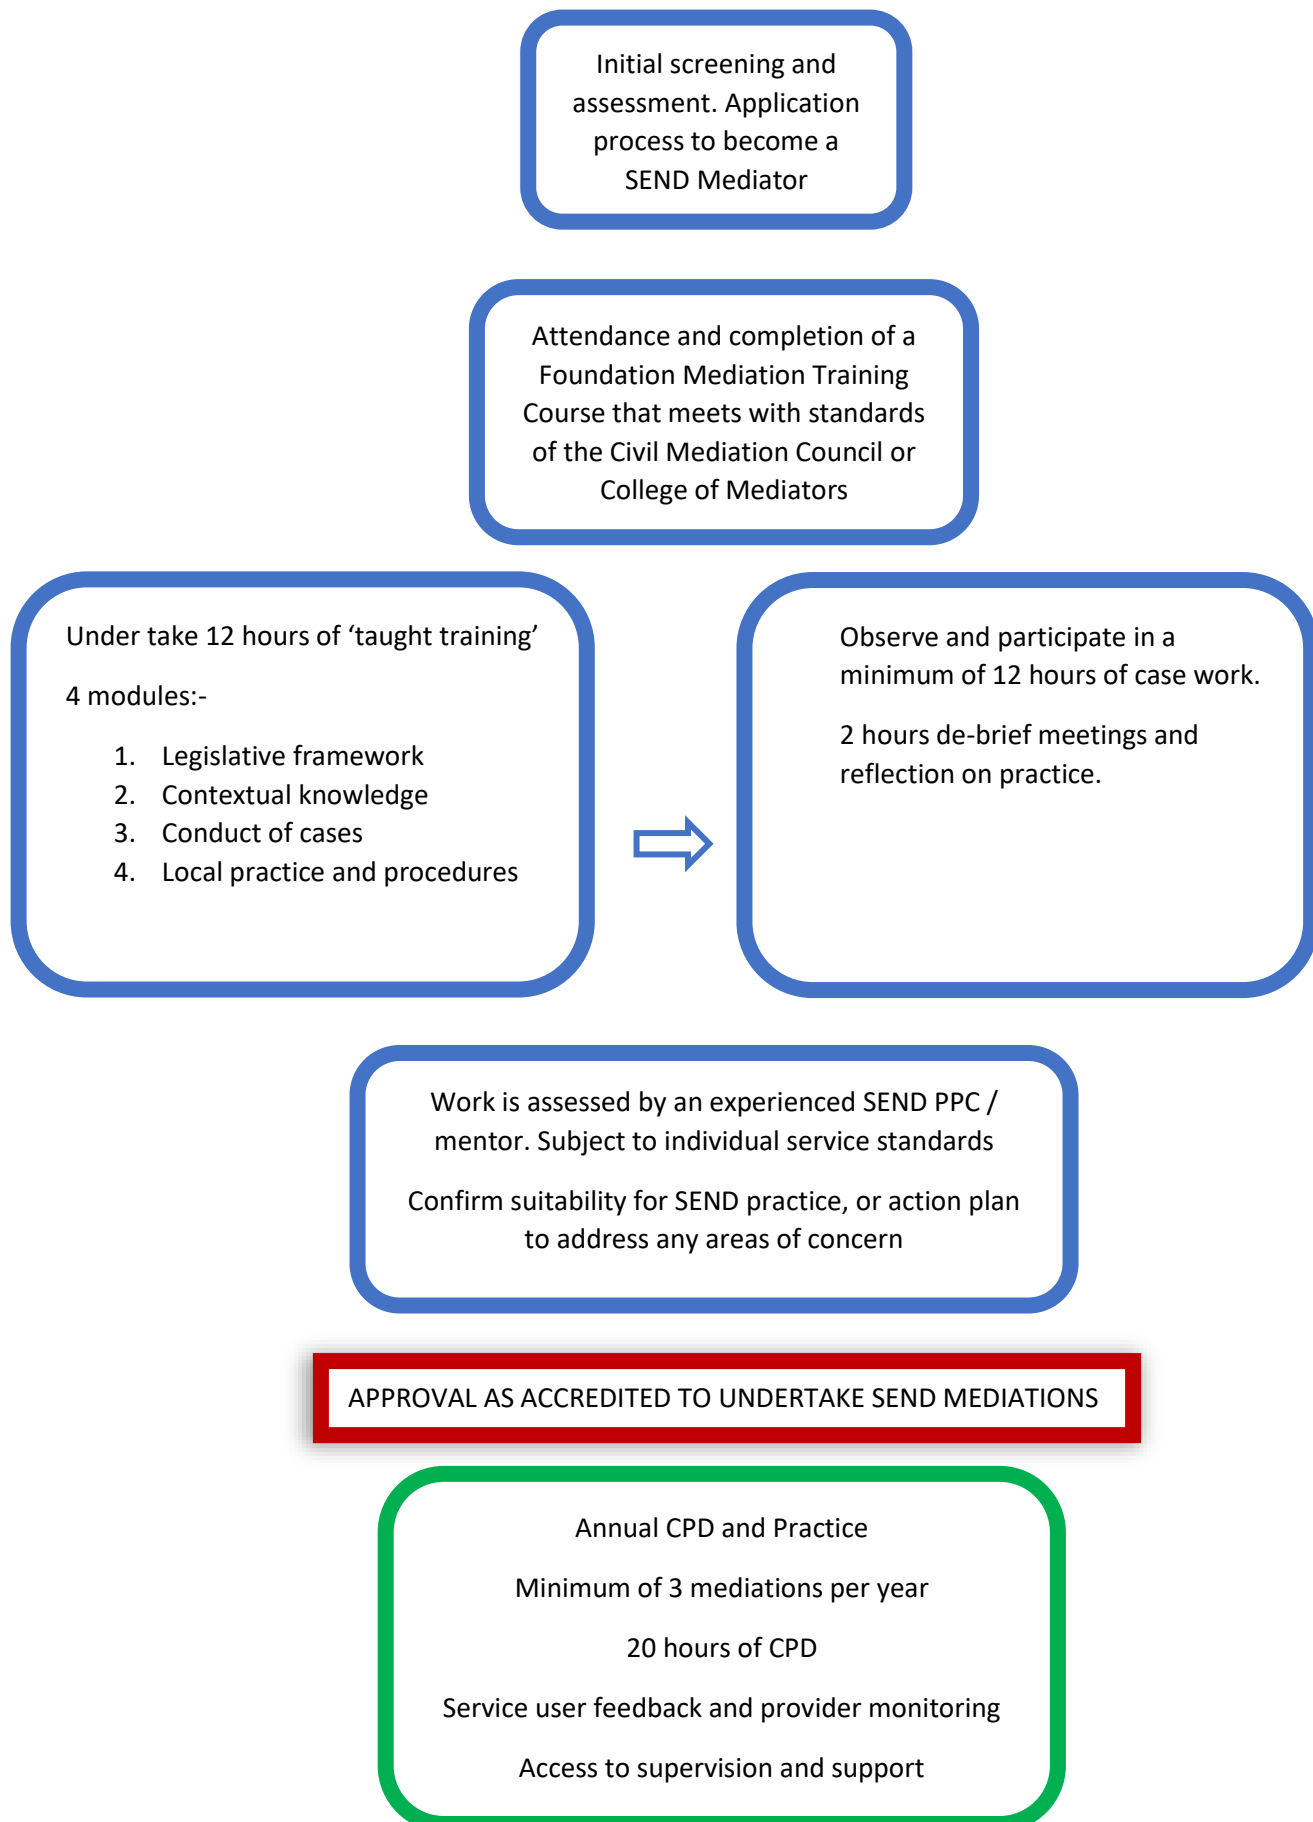 Initial screening and
assessment. Application
process to become a
SEND Mediator
Attendance and completion of a
Foundation Mediation Training
Course that meets with standards
of the Civil Mediation Council or
College of Mediators
Under take 12 hours of ‘taught training’
4 modules:-
1. Legislative framework
2. Contextual knowledge
3. Conduct of cases
4. Local practice and procedures
Observe and participate in a
minimum of 12 hours of case work.
2 hours de-brief meetings and
reflection on practice.
Work is assessed by an experienced SEND PPC /
mentor. Subject to individual service standards
Confirm suitability for SEND practice, or action plan
to address any areas of concern
APPROVAL AS ACCREDITED TO UNDERTAKE SEND MEDIATIONS
Annual CPD and Practice
Minimum of 3 mediations per year
20 hours of CPD
Service user feedback and provider monitoring
Access to supervision and support